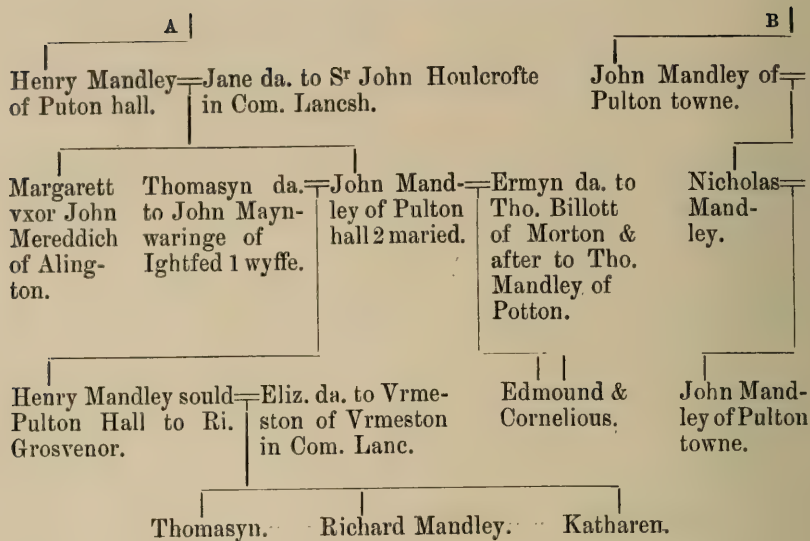 A
B
Henry Mandley Jane da. to Sʳ John Houlcrofte
of Puton hall. in Com. Lancsh.
John Mandley of
Pulton towne.
Margarett
vxor John
Mereddich
of Aling-
ton.
Thomasyn da.
to John Mayn-
waringe of
Ightfed 1 wyffe.
John Mand-
ley of Pulton
hall 2 maried.
Ermyn da. to
Tho. Billott
of Morton &
after to Tho.
Mandley of
Potton.
Nicholas
Mand-
ley.
Henry Mandley sould
Pulton Hall to Ri.
Grosvenor.
Eliz. da. to Vrme-
ston of Vrmeston
in Com. Lanc.
Edmound &
Cornelious.
John Mand-
ley of Pulton
towne.
Thomasyn. Richard Mandley. Katharen.